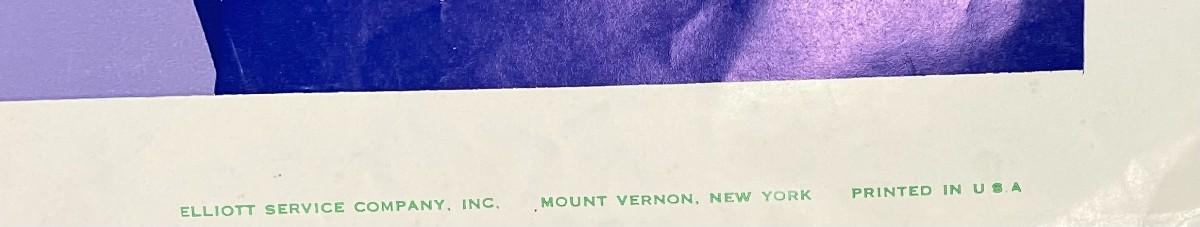 ELLIOTT SERVICE COMPANY, INC. MOUNT VERNON, NEW YORK PRINTED IN U S.A